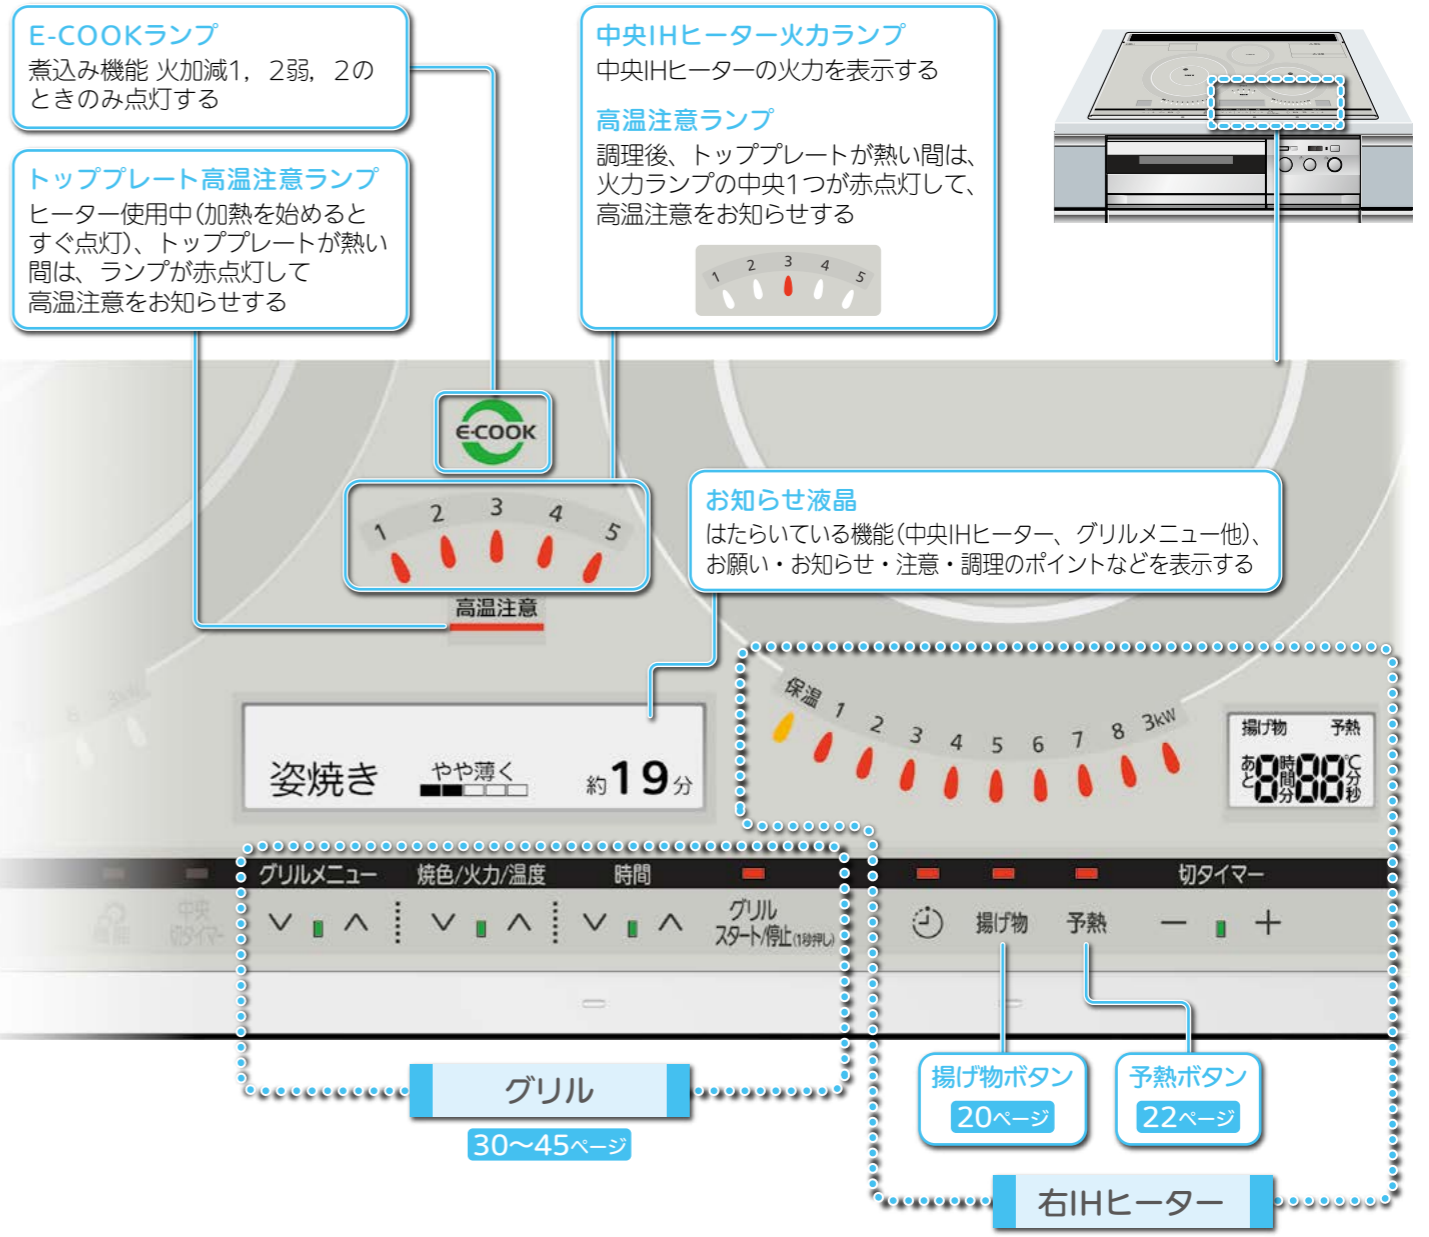 E-COOKランプ
煮込み機能 火加減1，2弱，2の
ときのみ点灯する
トッププレート高温注意ランプ
ヒーター使用中(加熱を始めると
すぐ点灯)、トッププレートが熱い
間は、ランプが赤点灯して
高温注意をお知らせする
中央IHヒーター火力ランプ
中央IHヒーターの火力を表示する
高温注意ランプ
調理後、トッププレートが熱い間は、
火力ランプの中央1つが赤点灯して、
高温注意をお知らせする
1 2 3 4 5
E-COOK
1 2 3 4 5
高温注意
お知らせ液晶
はたらいている機能(中央IHヒーター、グリルメニュー他)、
お願い・お知らせ・注意・調理のポイントなどを表示する
8 3kW
保温 1 2 3 4 5 6 7 8 3kW
姿焼き やや薄く 約19分
揚げ物 予熱
あと8時間分88℃分秒
グリルメニュー 焼色/火力/温度 時間
切タイマー
中央
切タイマー
グリル
スタート/停止(1秒押し)
揚げ物 予熱 － ＋
グリル
30～45ページ
揚げ物ボタン
20ページ
予熱ボタン
22ページ
右IHヒーター